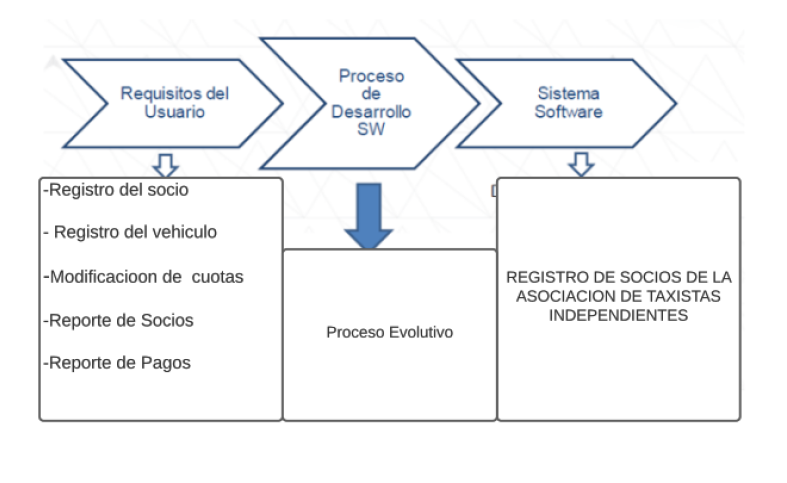 Requisitos del
Usuario
Proceso
de
Desarrollo
SW
Sistema
Software
-Registro del socio
- Registro del vehiculo
-Modificacioon de cuotas
-Reporte de Socios
-Reporte de Pagos
Proceso Evolutivo
REGISTRO DE SOCIOS DE LA
ASOCIACION DE TAXISTAS
INDEPENDIENTES